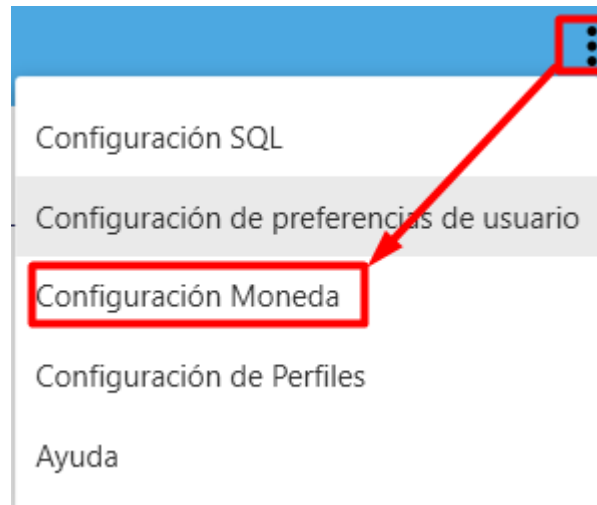 Configuración SQL
Configuración de preferencias de usuario
Configuración Moneda
Configuración de Perfiles
Ayuda